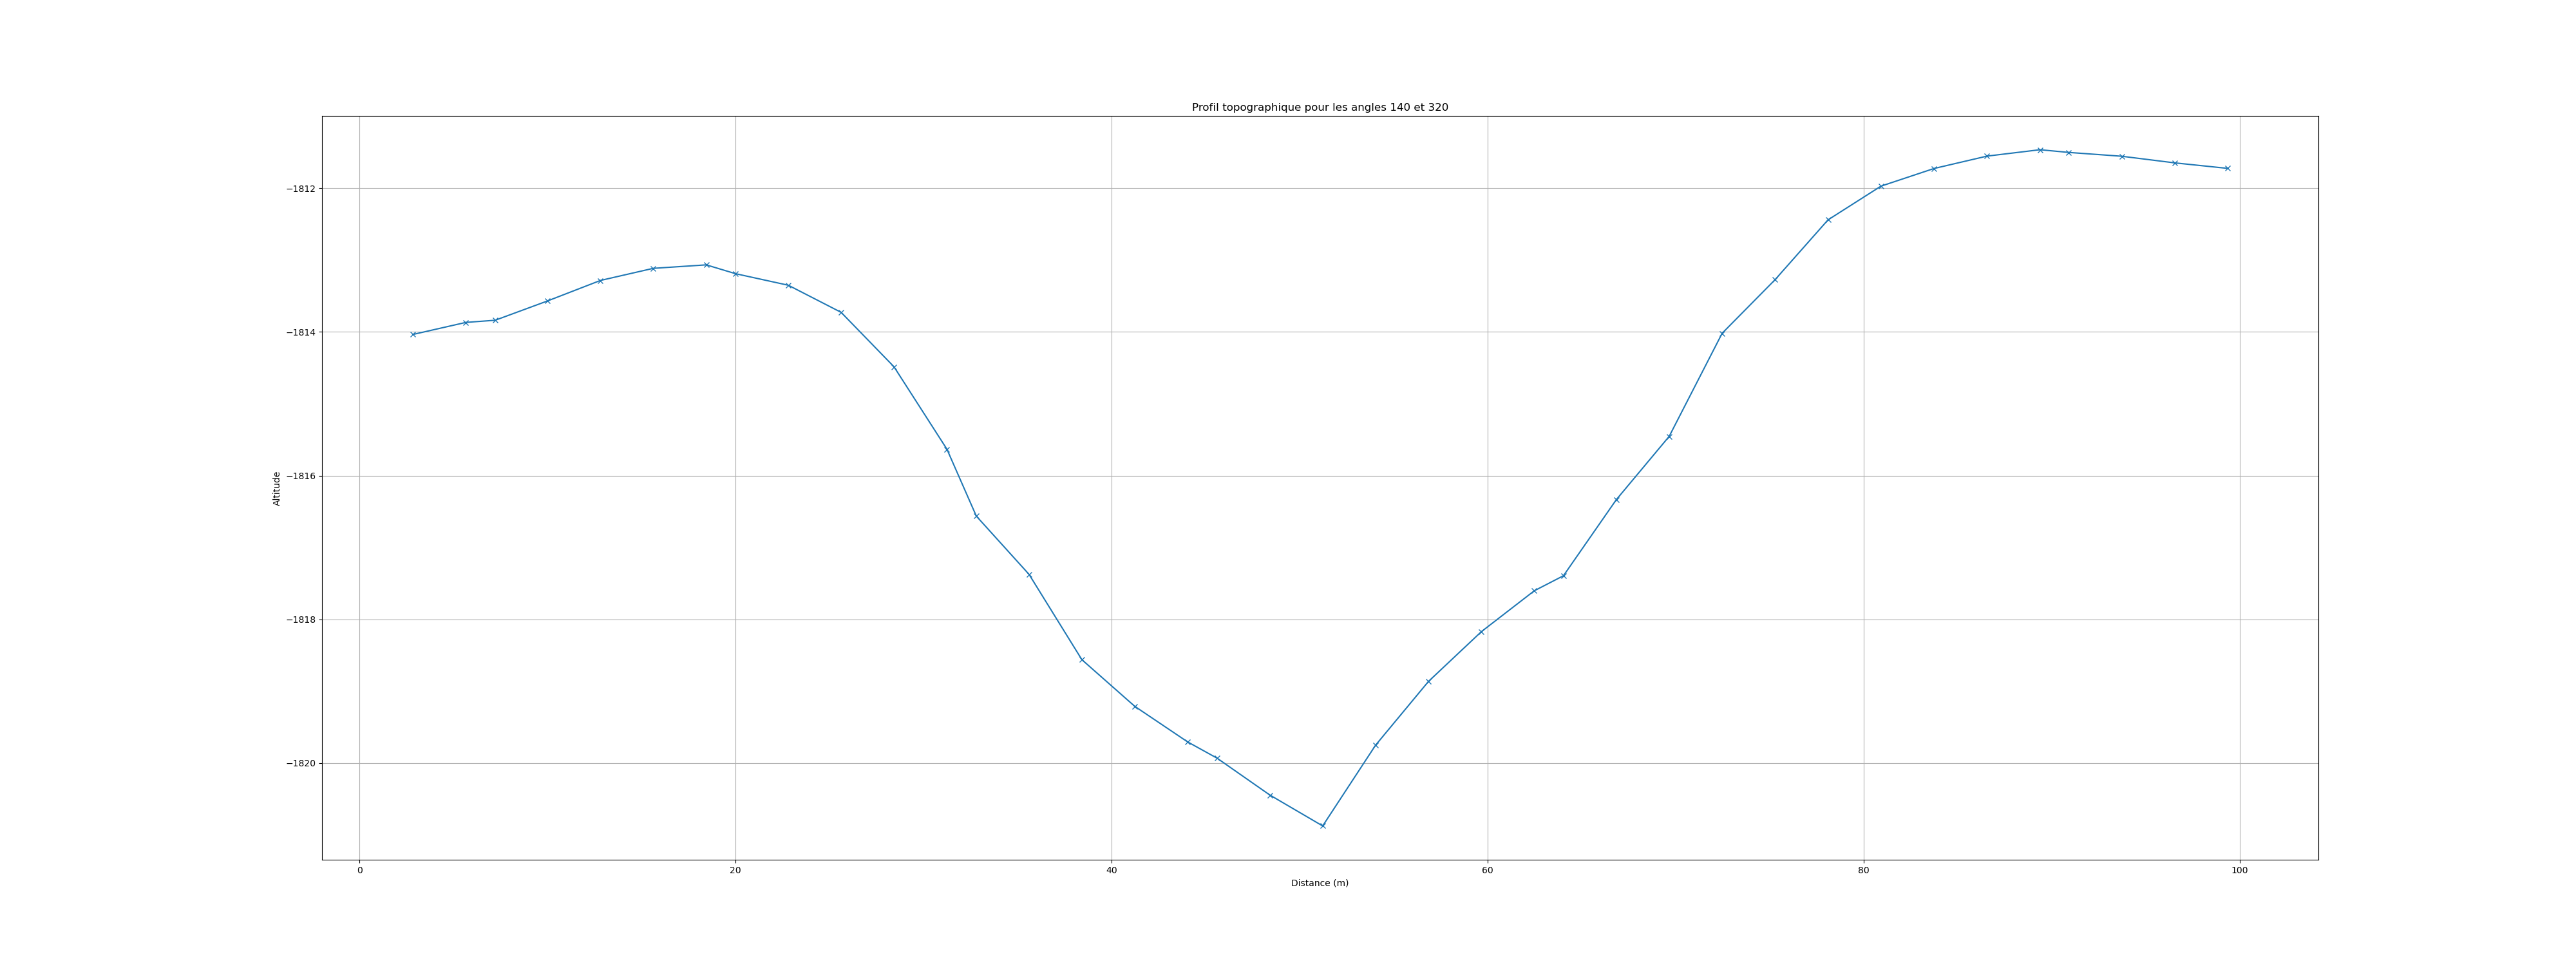 Profil topographique pour les angles 140 et 320
Altitude
−1812
−1814
−1816
−1818
−1820
0 20 40 60 80 100
Distance (m)